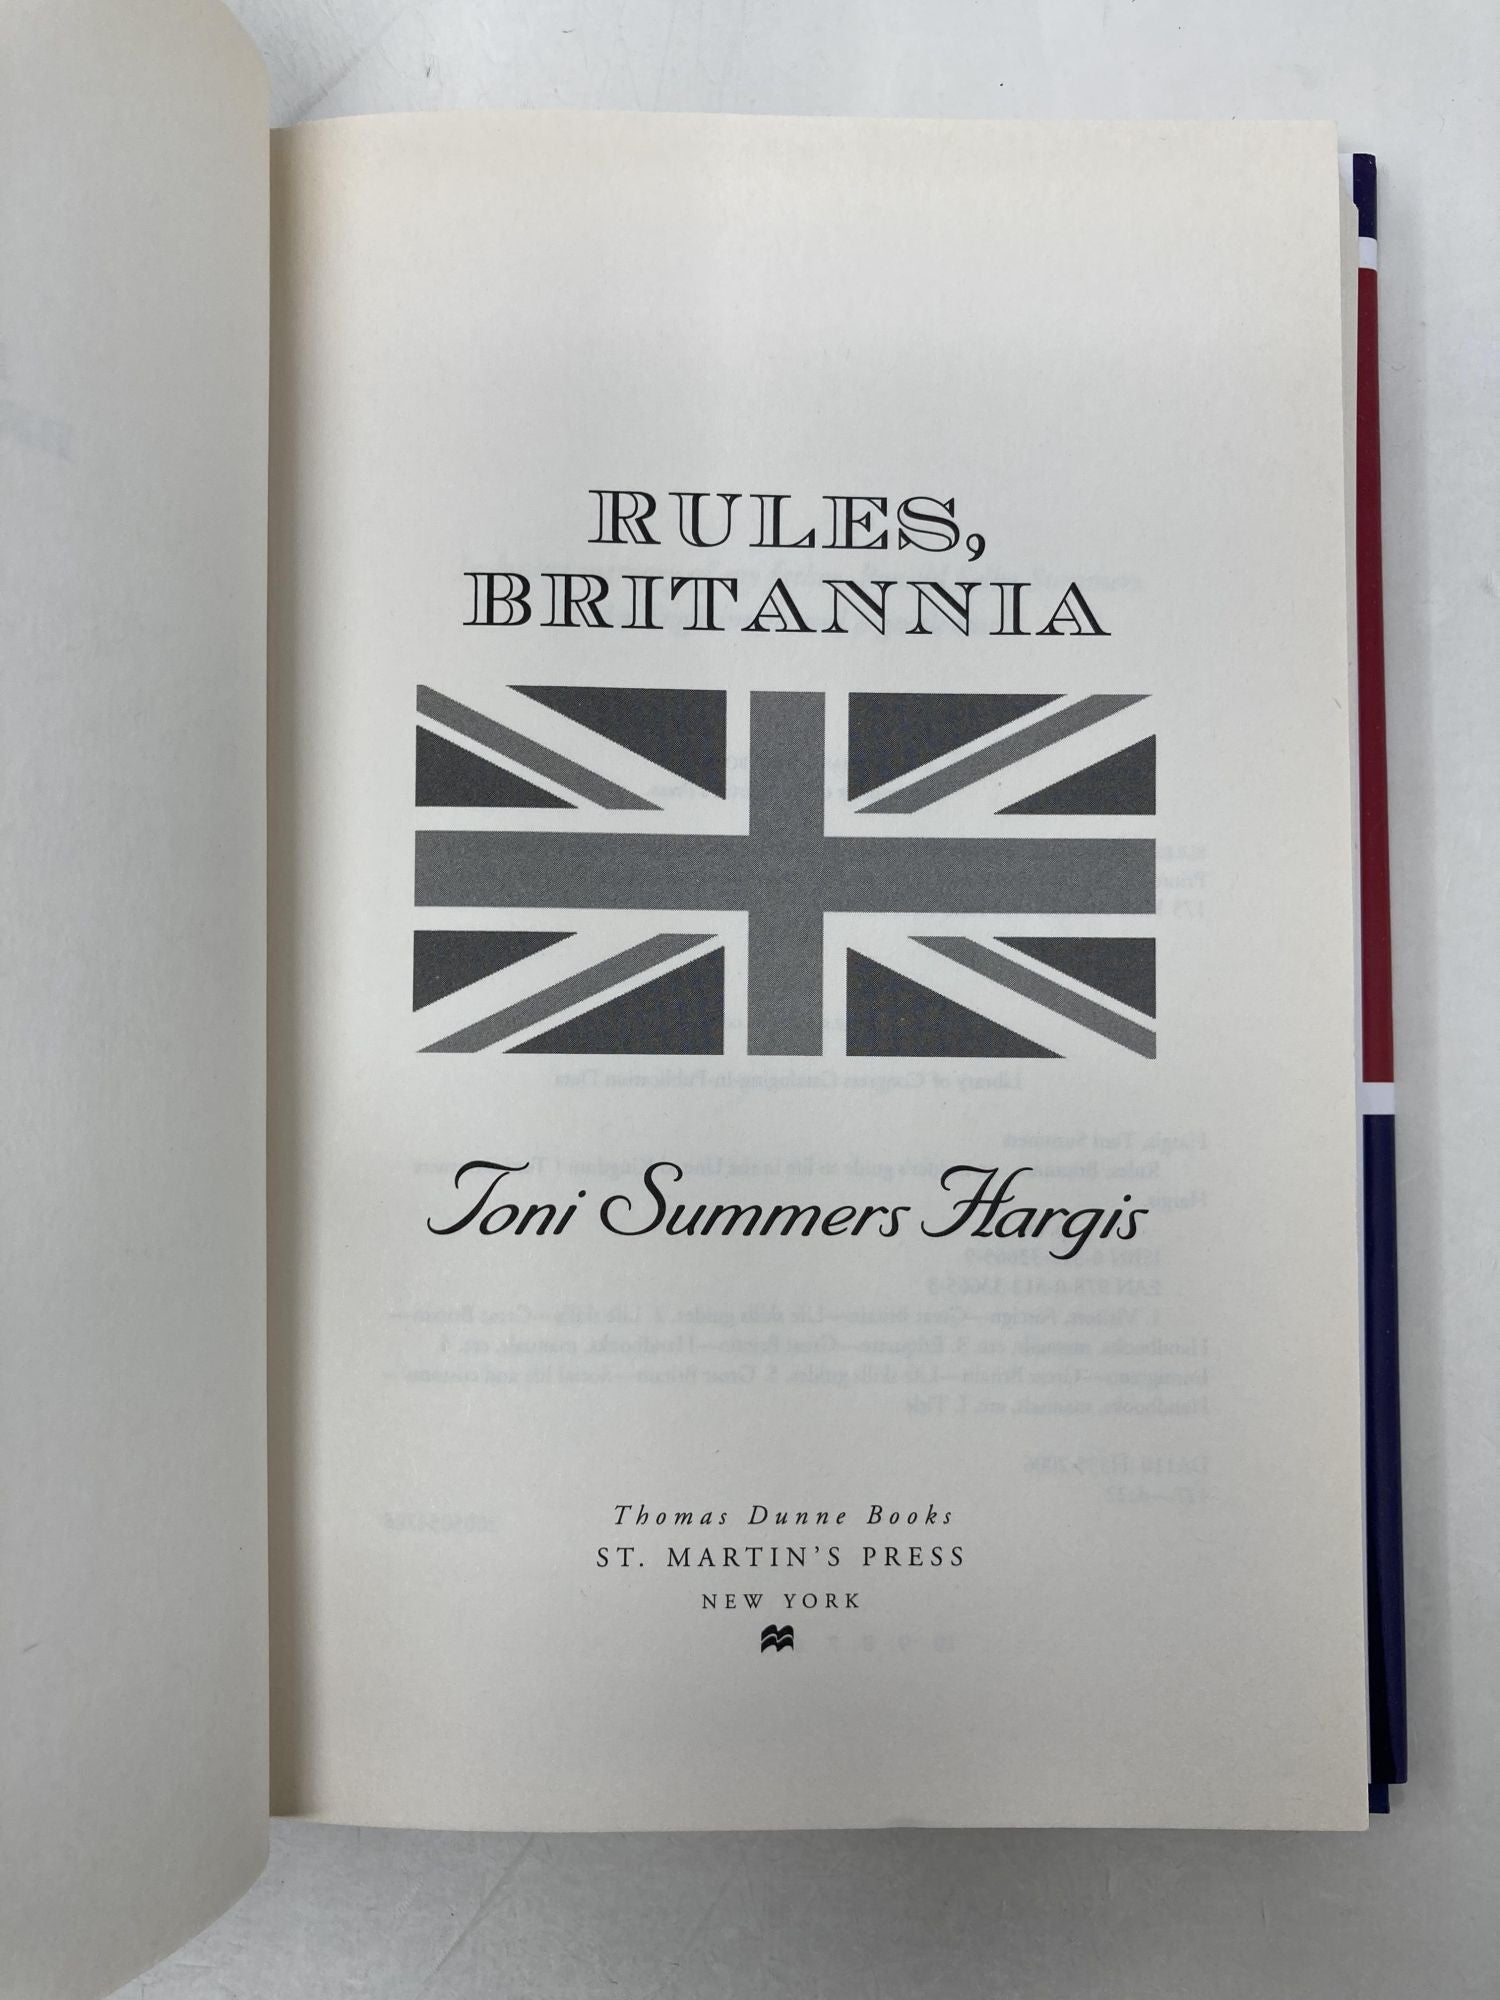 RULES,
BRITANNIA
Toni Summers Hargis
Thomas Dunne Books
ST. MARTIN'S PRESS
NEW YORK